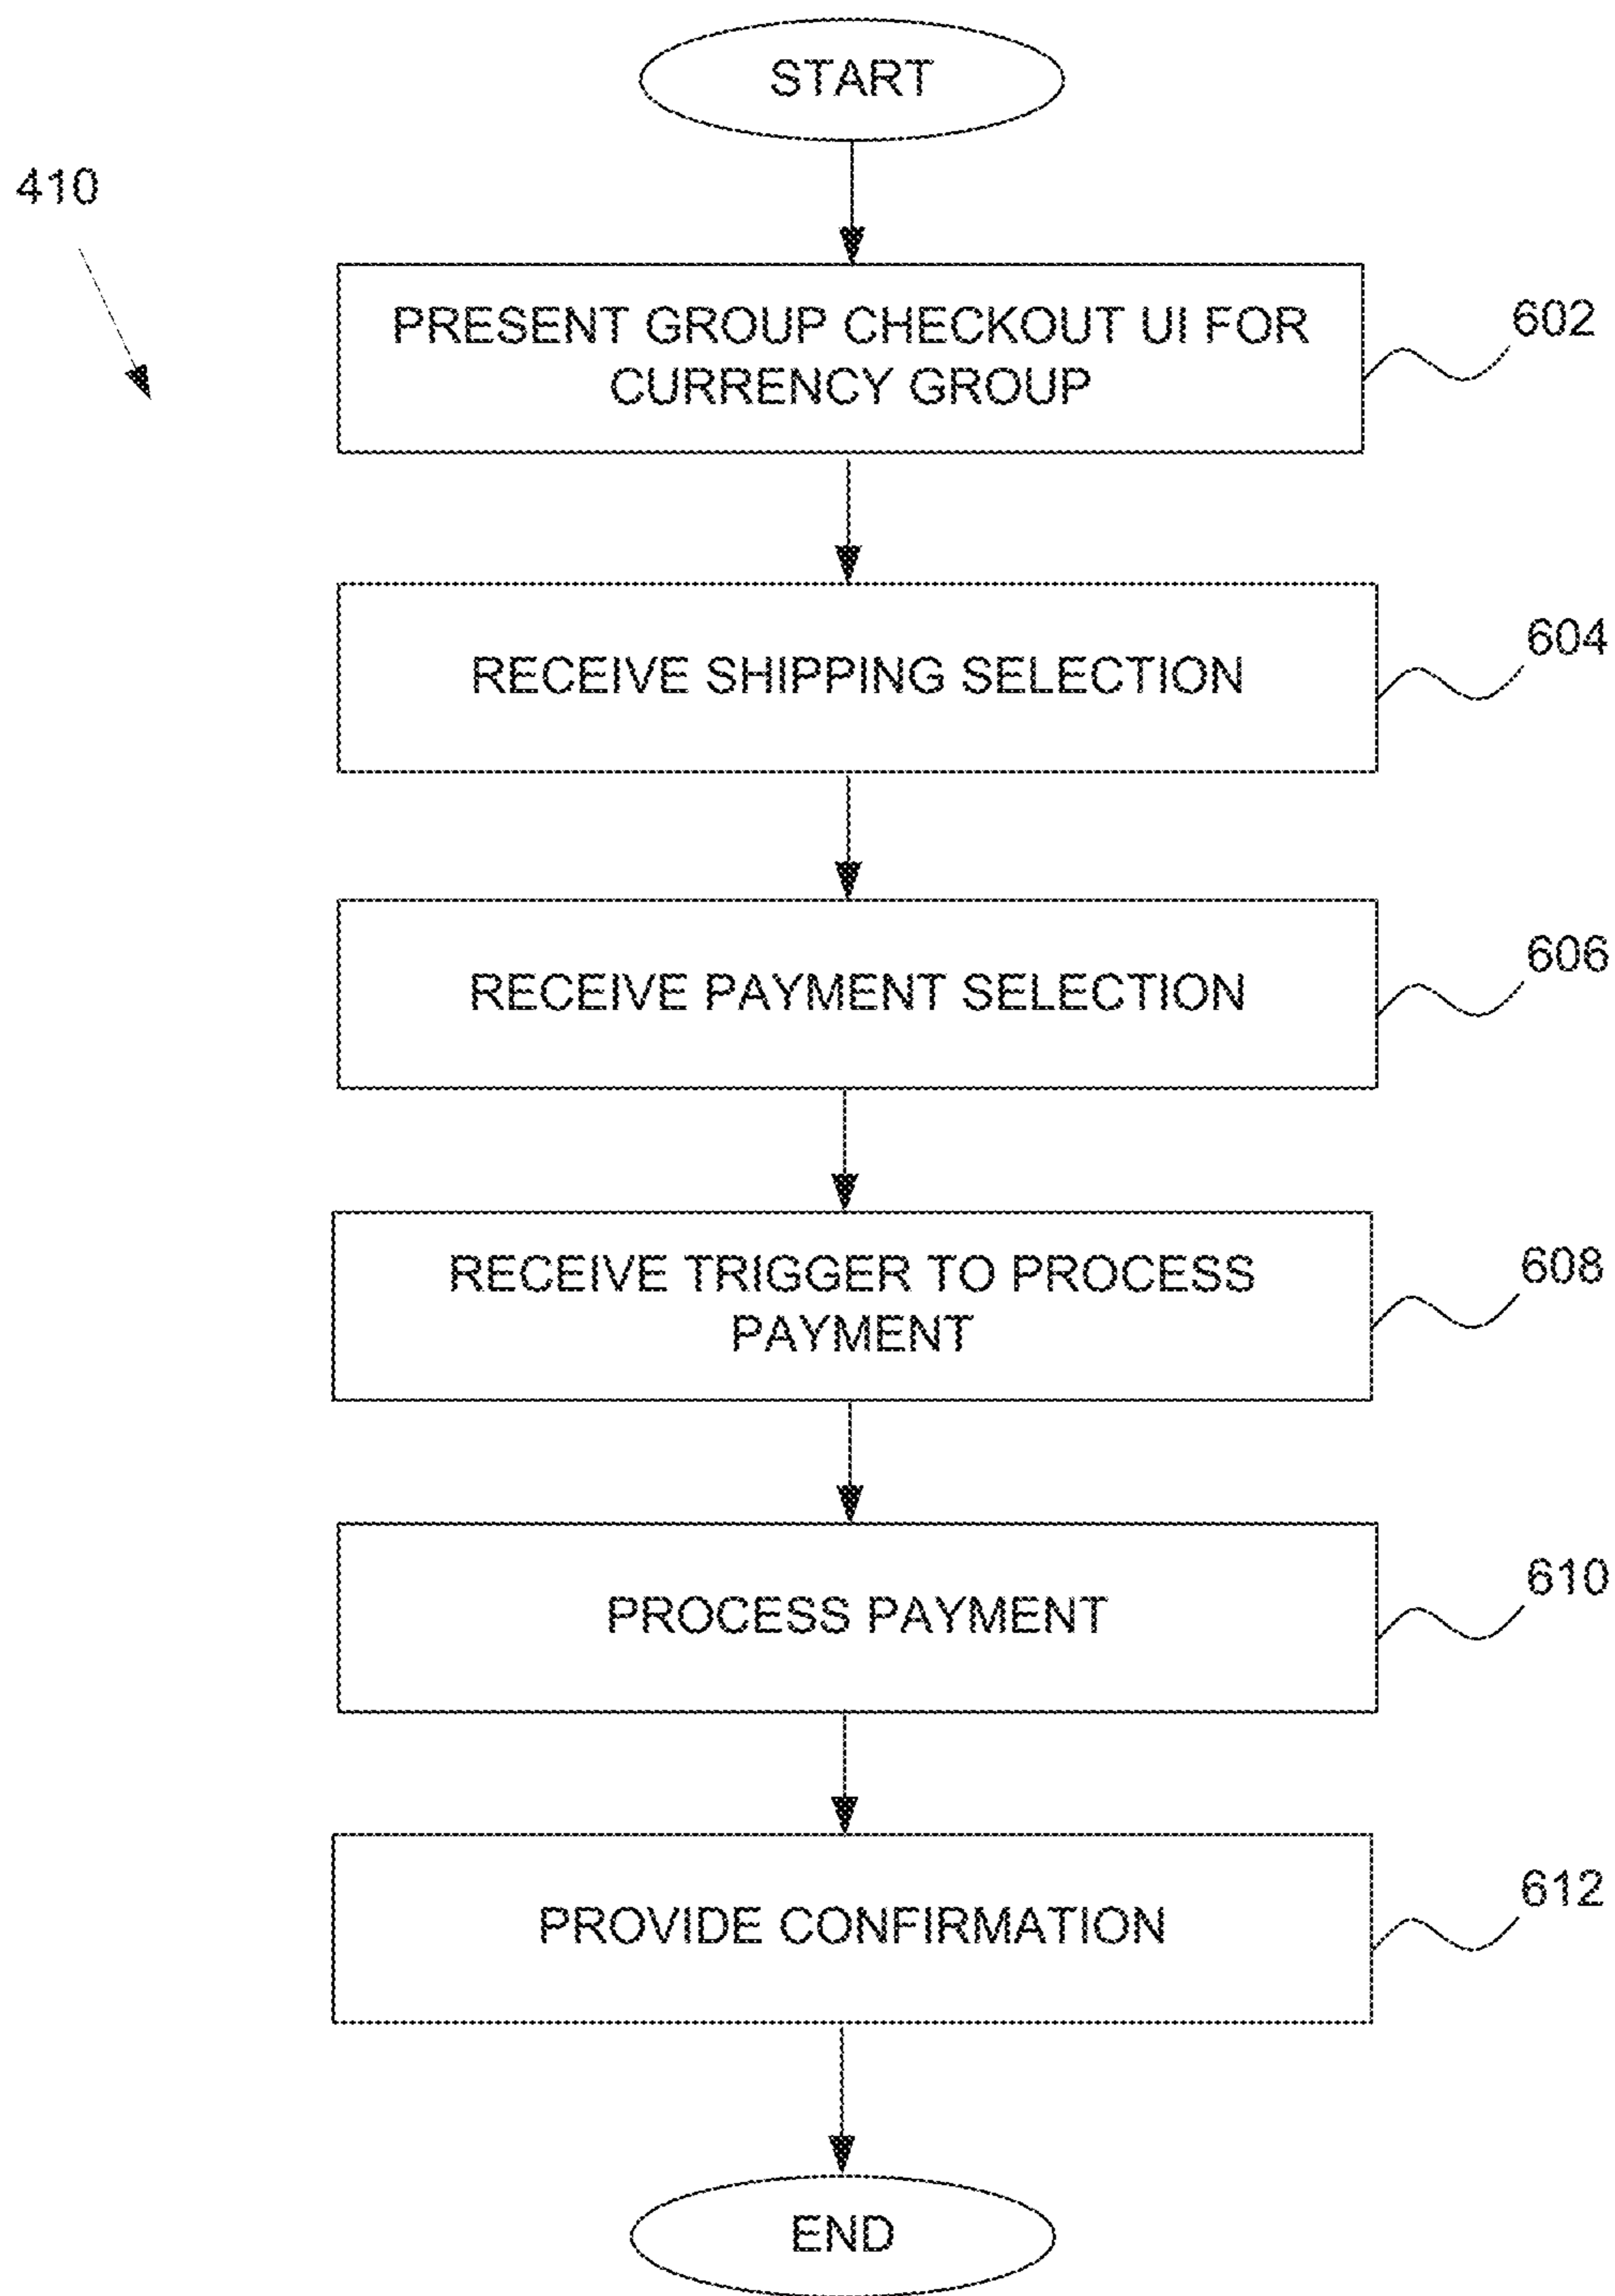 START
410
PRESENT GROUP CHECKOUT UI FOR
CURRENCY GROUP
602
RECEIVE SHIPPING SELECTION
604
RECEIVE PAYMENT SELECTION
606
RECEIVE TRIGGER TO PROCESS
PAYMENT
608
PROCESS PAYMENT
610
PROVIDE CONFIRMATION
612
END